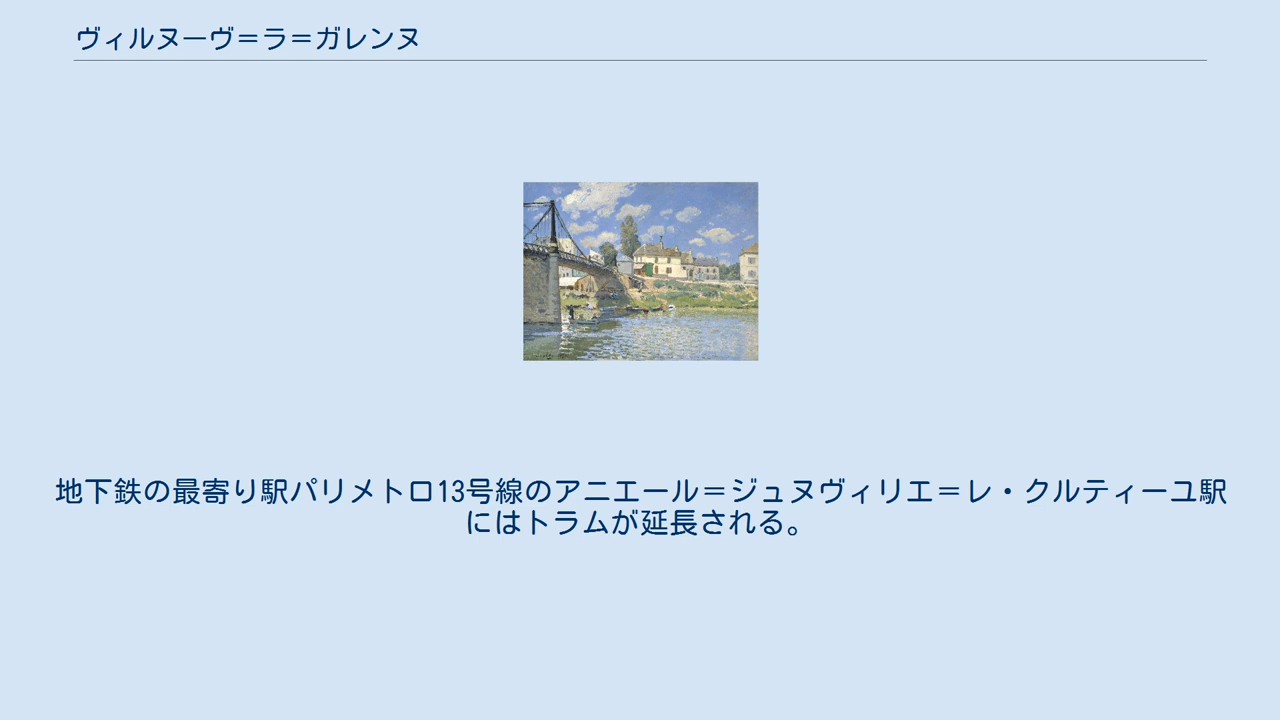 ヴィルヌーヴ＝ラ＝ガレンヌ
地下鉄の最寄り駅パリメトロ13号線のアニエール＝ジュヌヴィリエ＝レ・クルティーユ駅
にはトラムが延長される。